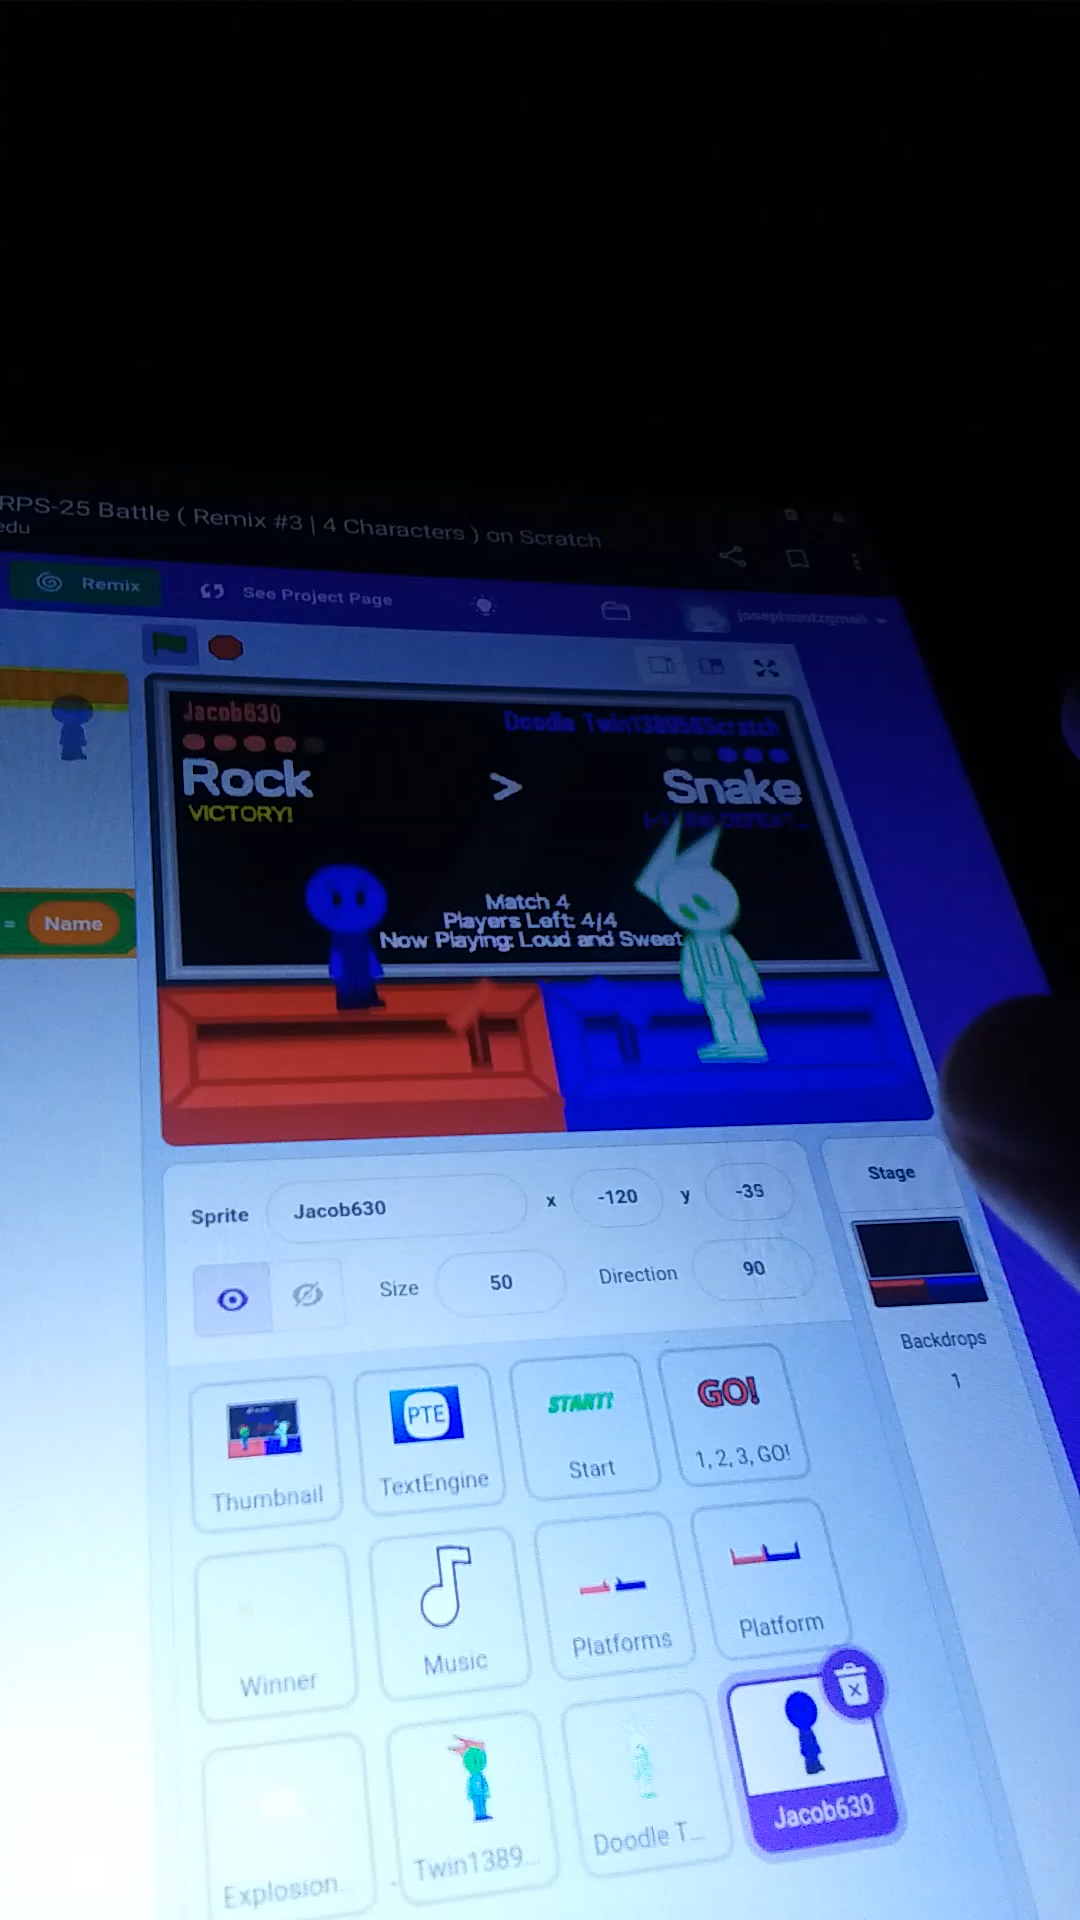 RPS-25 Battle ( Remix #3 | 4 Characters ) on Scratch
edu
Remix
See Project Page
Jacob630
Doodle Twin138956Scratch
Rock
>
Snake
VICTORY!
DEFEAT...
Match 4
Players Left: 4/4
Now Playing: Loud and Sweet
= Name
Stage
Sprite Jacob630 x -120 y -35
Size 50 Direction 90
Backdrops
1
PTE
START!
GO!
Thumbnail
TextEngine
Start
1, 2, 3, GO!
Winner
Music
Platforms
Platform
Explosion...
Twin1389...
Doodle T...
Jacob630